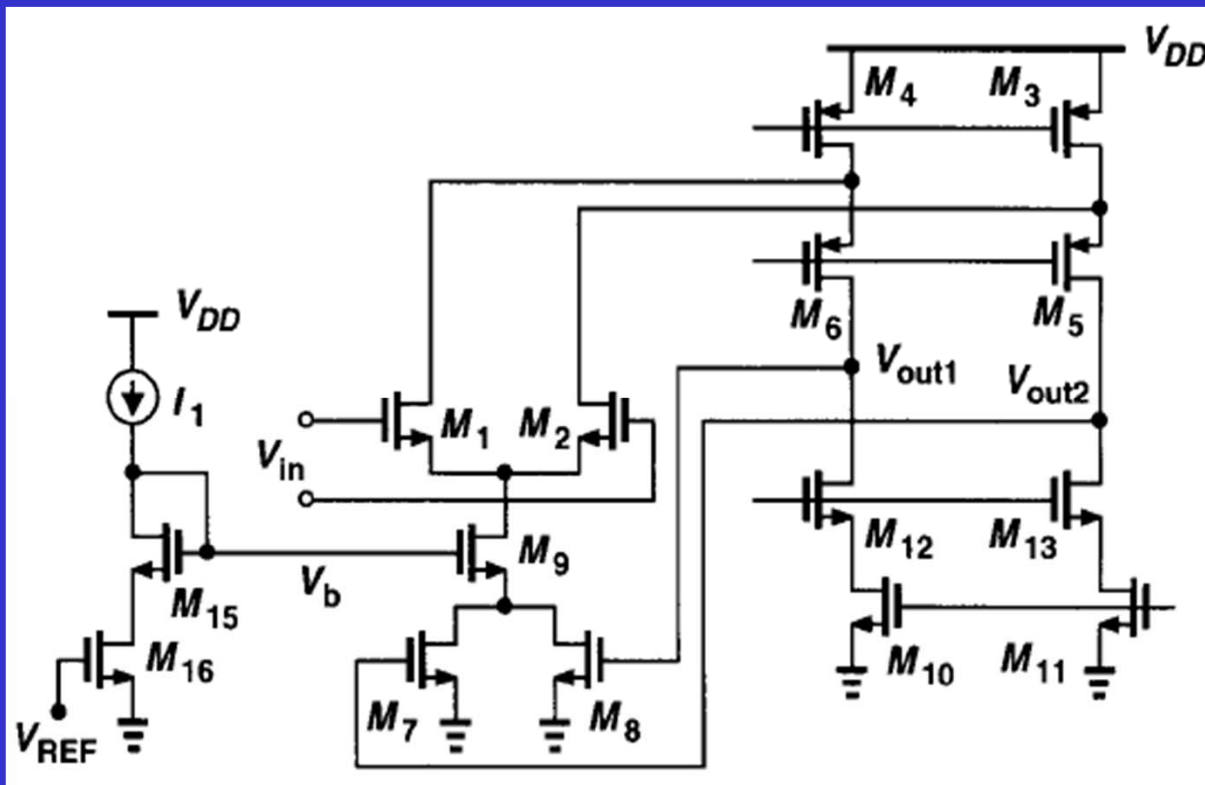 V_DD
M_4
M_3
M_6
M_5
V_DD
V_out1
V_out2
I_1
M_1
M_2
V_in
M_12
M_13
M_9
V_b
M_15
M_16
M_10
M_11
M_7
M_8
V_REF